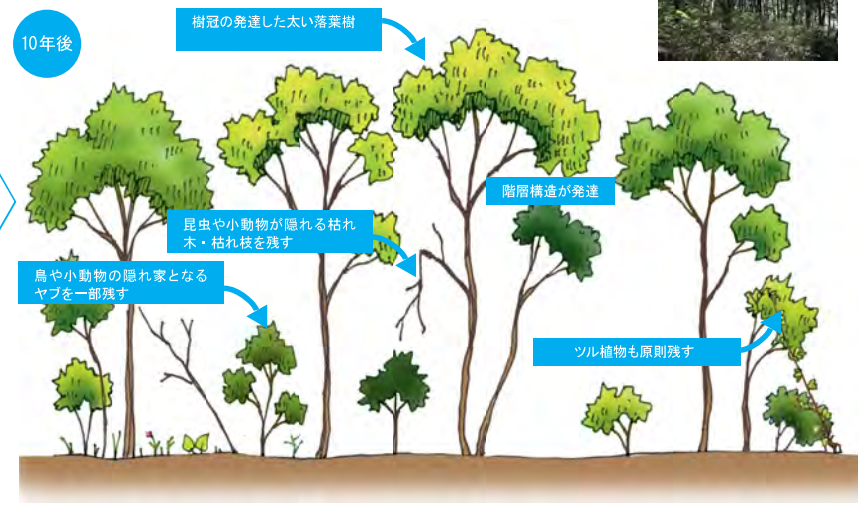 10年後
樹冠の発達した太い落葉樹
階層構造が発達
昆虫や小動物が隠れる枯れ
木・枯れ枝を残す
鳥や小動物の隠れ家となる
ヤブを一部残す
ツル植物も原則残す